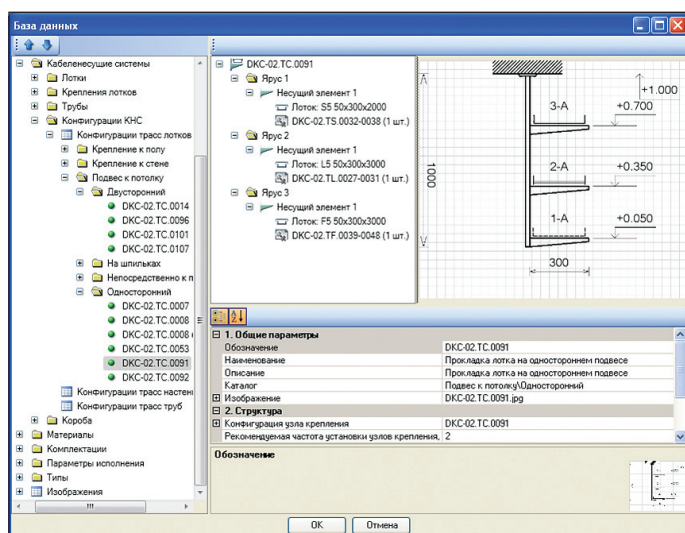 База данных
Кабеленесущие системы
Лотки
Крепления лотков
Трубы
Конфигурации КНС
Конфигурации трасс лотков
Крепление к полу
Крепление к стене
Подвес к потолку
Двусторонний
DKC-02.TC.0014
DKC-02.TC.0096
DKC-02.TC.0101
DKC-02.TC.0107
На шпильках
Непосредственно к п
Односторонний
DKC-02.TC.0007
DKC-02.TC.0008
DKC-02.TC.0008
DKC-02.TC.0053
DKC-02.TC.0091
DKC-02.TC.0092
Конфигурации трасс настен
Конфигурации трасс труб
Короба
Материалы
Комплектации
Параметры исполнения
Типы
Изображения
DKC-02.TC.0091
Ярус 1
Несущий элемент 1
Лоток: S5 50x300x2000
DKC-02.TS.0032-0038 (1 шт.)
Ярус 2
Несущий элемент 1
Лоток: L5 50x300x3000
DKC-02.TL.0027-0031 (1 шт.)
Ярус 3
Несущий элемент 1
Лоток: F5 50x300x3000
DKC-02.TF.0039-0048 (1 шт.)
+1.000
3-А
+0.700
1000
2-А
+0.350
1-А
+0.050
300
1. Общие параметры
Обозначение DKC-02.TC.0091
Наименование Прокладка лотка на одностороннем подвесе
Описание Прокладка лотка на одностороннем подвесе
Каталог Подвес к потолку\Односторонний
Изображение DKC-02.TC.0091.jpg
2. Структура
Конфигурация узла крепления DKC-02.TC.0091
Рекомендуемая частота установки узлов крепления, 2
Обозначение
OK Отмена